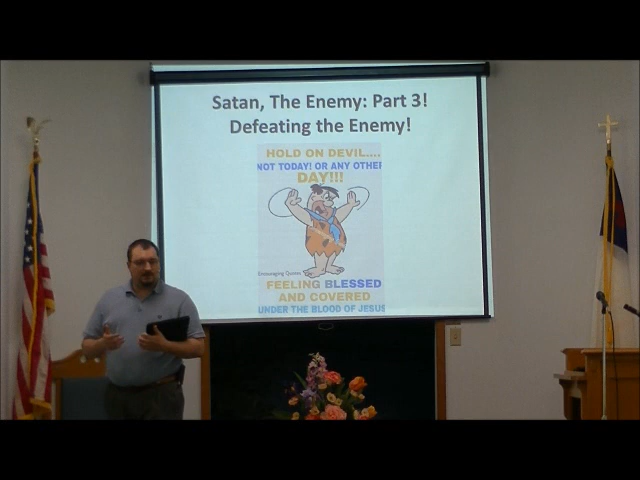 Satan, The Enemy: Part 3!
Defeating the Enemy!
HOLD ON DEVIL....
NOT TODAY! OR ANY OTHER
DAY!!!
Encouraging Quotes
FEELING BLESSED
AND COVERED
UNDER THE BLOOD OF JESUS